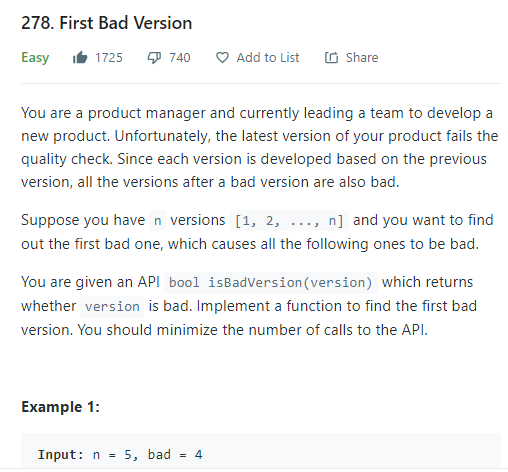 278. First Bad Version
Easy 1725 740 Add to List Share
You are a product manager and currently leading a team to develop a
new product. Unfortunately, the latest version of your product fails the
quality check. Since each version is developed based on the previous
version, all the versions after a bad version are also bad.
Suppose you have n versions [1, 2, ..., n] and you want to find
out the first bad one, which causes all the following ones to be bad.
You are given an API bool isBadVersion(version) which returns
whether version is bad. Implement a function to find the first bad
version. You should minimize the number of calls to the API.
Example 1:
Input: n = 5, bad = 4